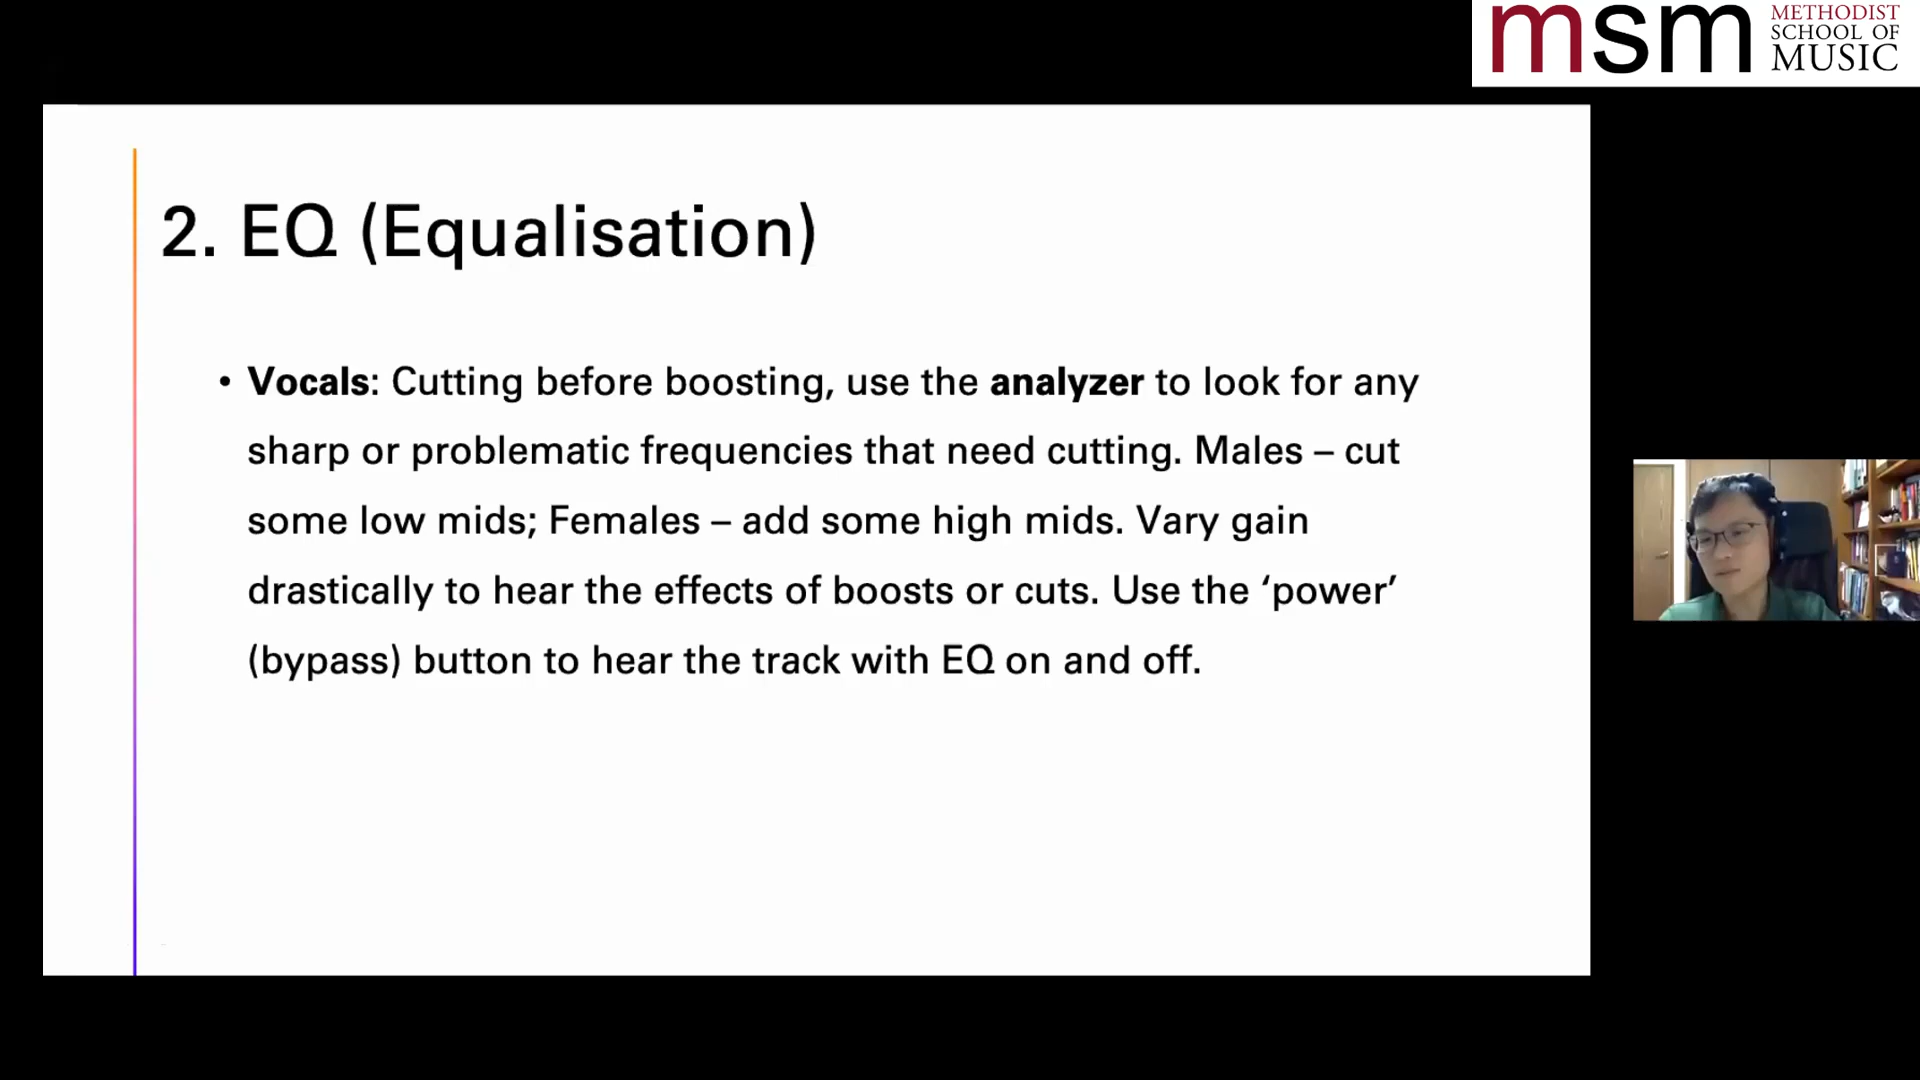 msm METHODIST
SCHOOL OF
MUSIC
2. EQ (Equalisation)
• Vocals: Cutting before boosting, use the analyzer to look for any
sharp or problematic frequencies that need cutting. Males – cut
some low mids; Females – add some high mids. Vary gain
drastically to hear the effects of boosts or cuts. Use the ‘power’
(bypass) button to hear the track with EQ on and off.